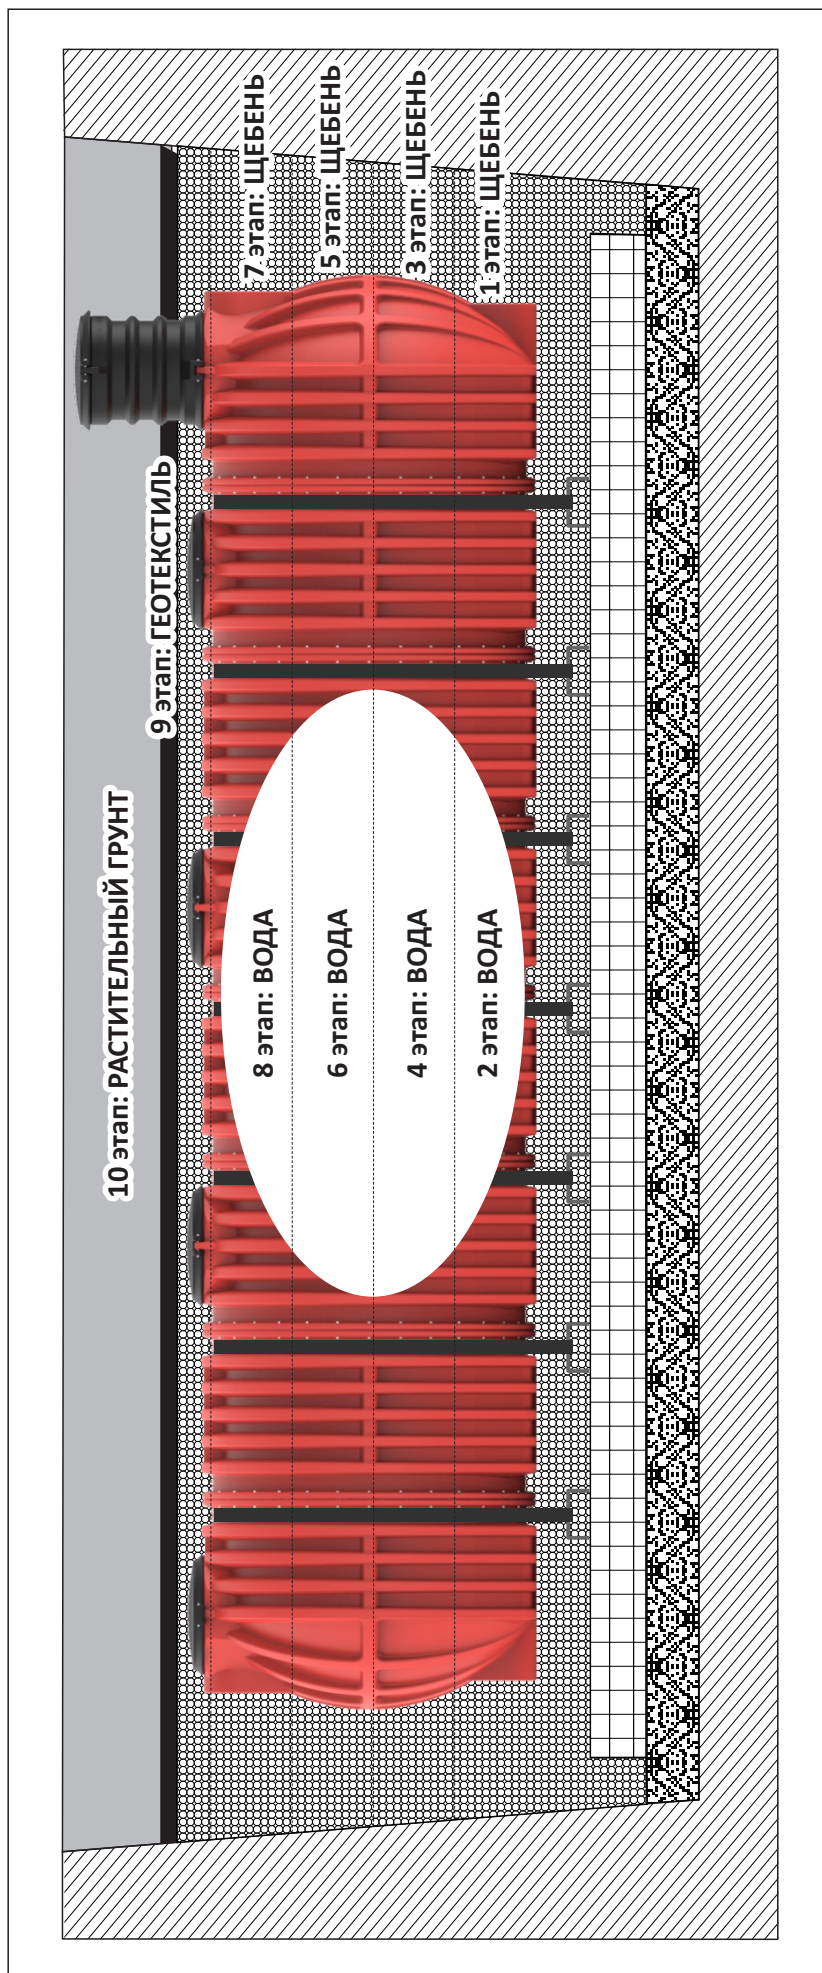 10 этап: РАСТИТЕЛЬНЫЙ ГРУНТ
9 этап: ГЕОТЕКСТИЛЬ
8 этап: ВОДА
7 этап: ЩЕБЕНЬ
6 этап: ВОДА
5 этап: ЩЕБЕНЬ
4 этап: ВОДА
3 этап: ЩЕБЕНЬ
2 этап: ВОДА
1 этап: ЩЕБЕНЬ